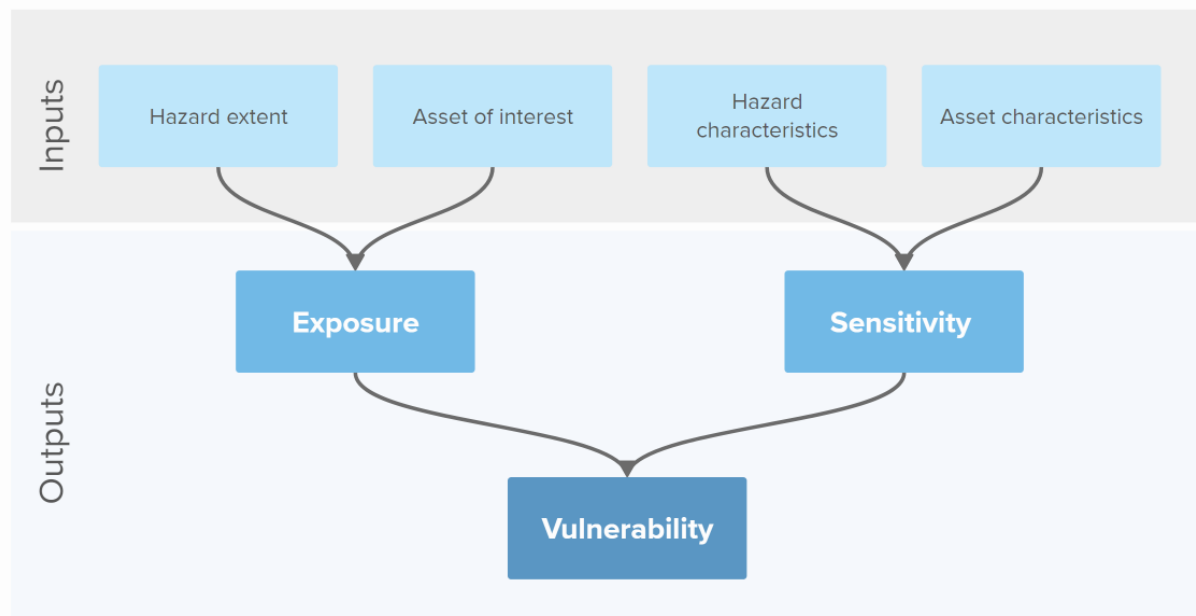 Inputs
Hazard extent
Asset of interest
Hazard
characteristics
Asset characteristics
Outputs
Exposure
Sensitivity
Vulnerability